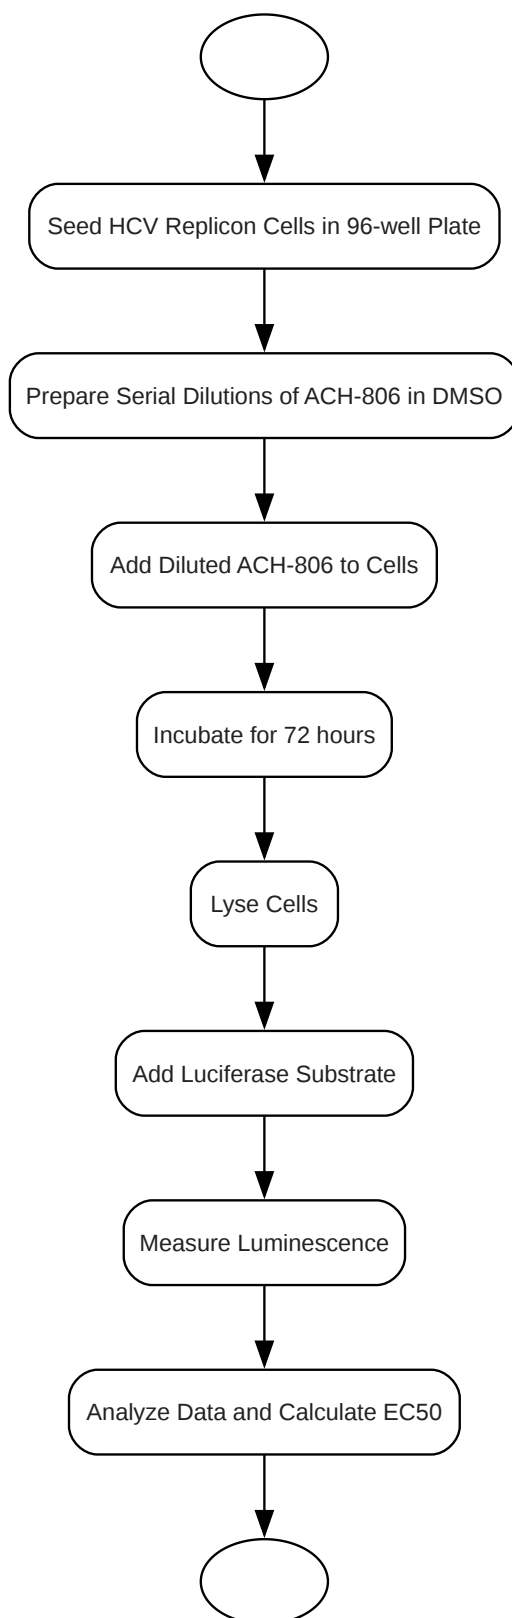 Seed HCV Replicon Cells in 96-well Plate
Prepare Serial Dilutions of ACH-806 in DMSO
Add Diluted ACH-806 to Cells
Incubate for 72 hours
Lyse Cells
Add Luciferase Substrate
Measure Luminescence
Analyze Data and Calculate EC50